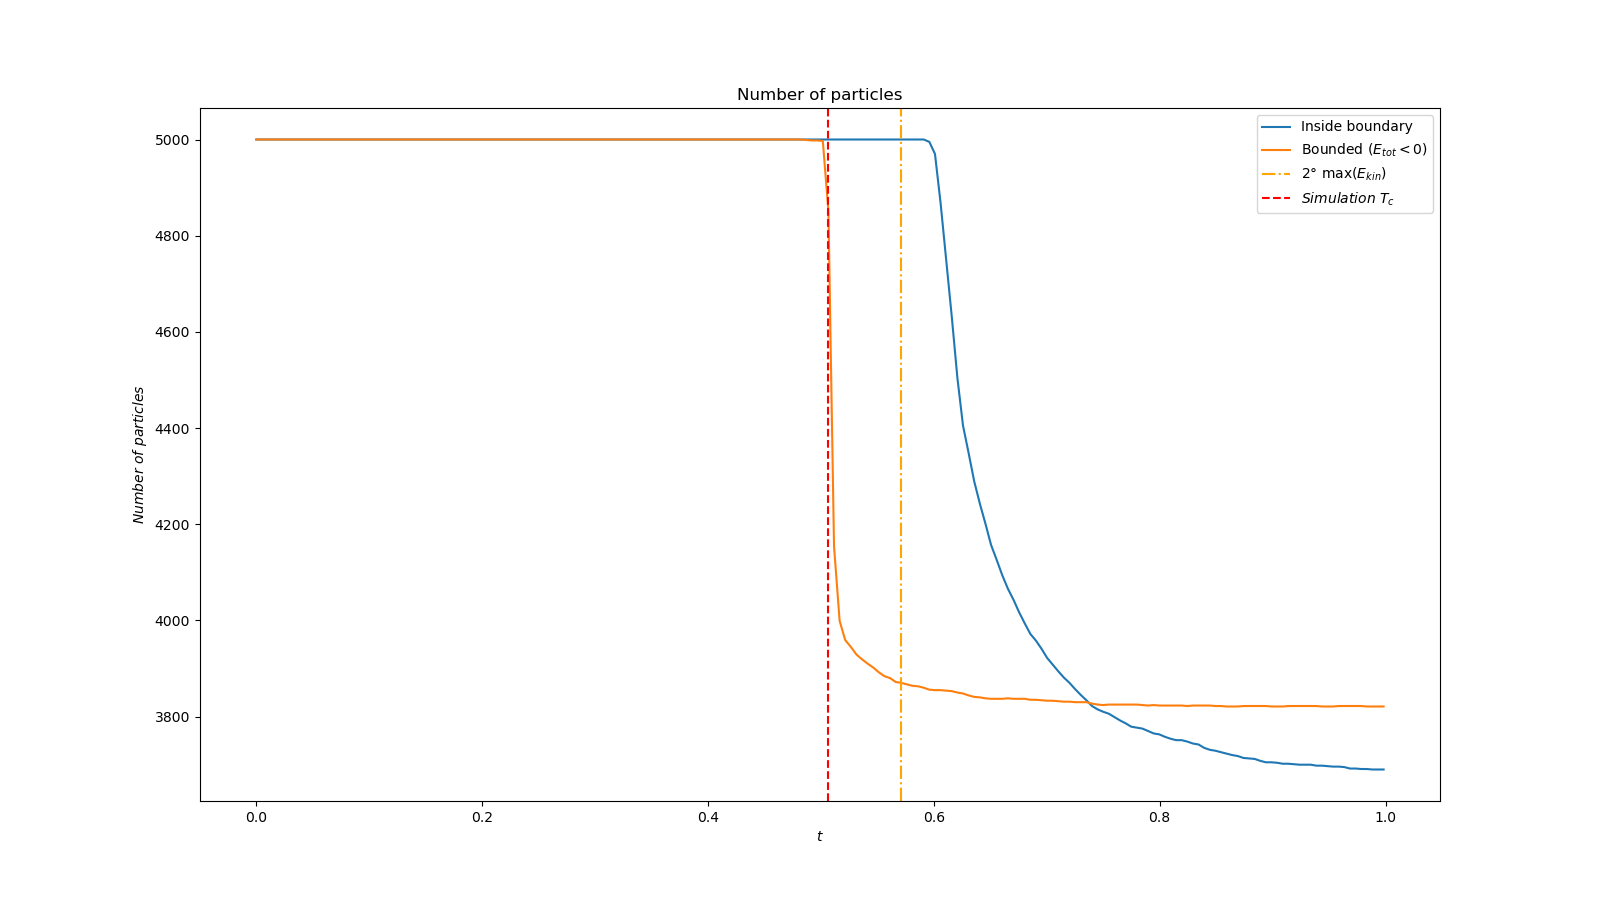 Number of particles
Inside boundary
Bounded (E_tot < 0)
2° max(E_kin)
Simulation T_c
5000
4800
4600
4400
4200
4000
3800
Number of particles
0.0 0.2 0.4 0.6 0.8 1.0
t